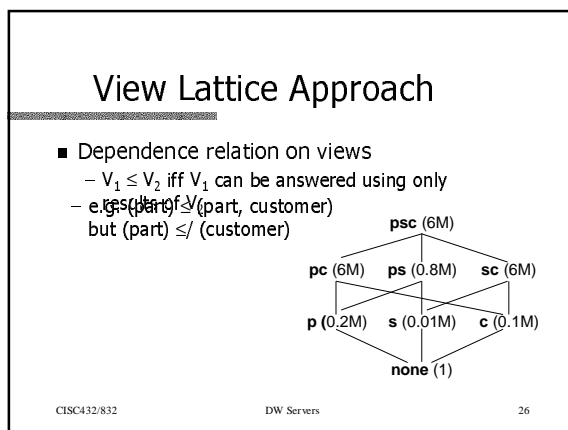 View Lattice Approach
■ Dependence relation on views
– V₁ ≤ V₂ iff V₁ can be answered using only
results of V₂
– e.g. (part) ≤ (part, customer)
but (part) ≤/ (customer)
psc (6M)
pc (6M) ps (0.8M) sc (6M)
p (0.2M) s (0.01M) c (0.1M)
none (1)
CISC432/832 DW Servers 26